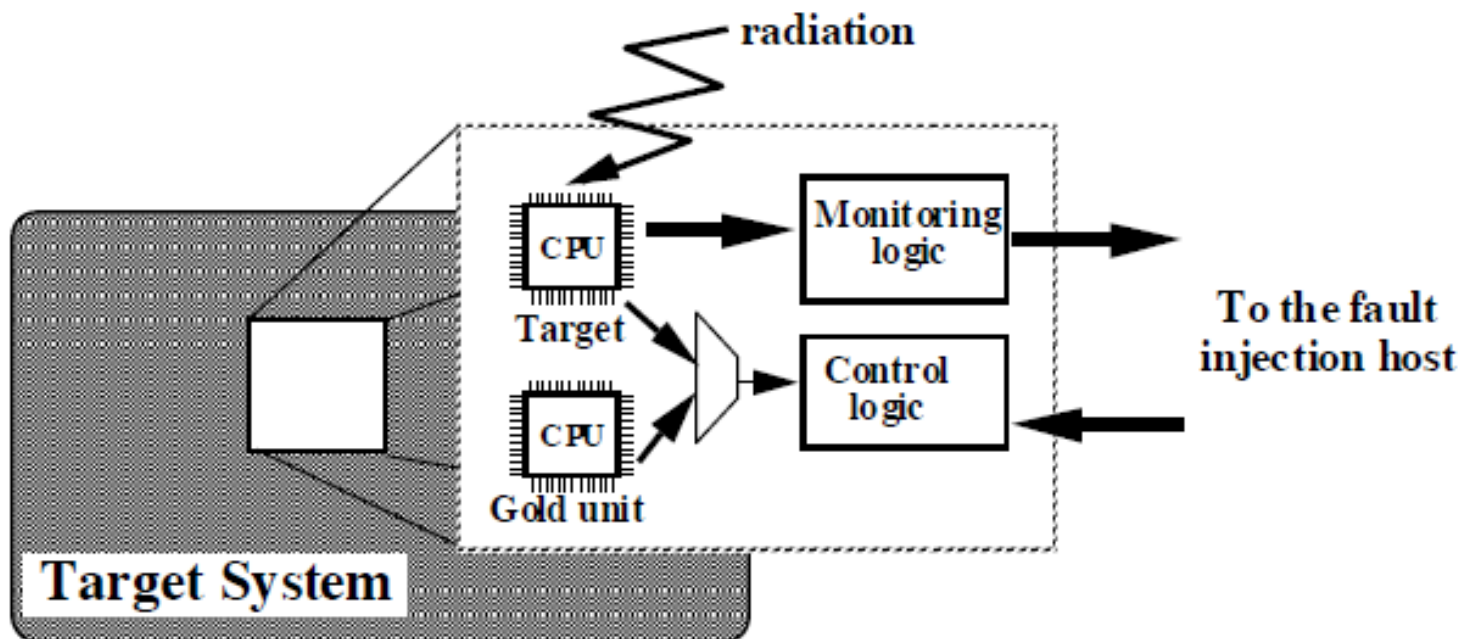 radiation
CPU
Target
Monitoring
logic
CPU
Gold unit
Control
logic
To the fault
injection host
Target System